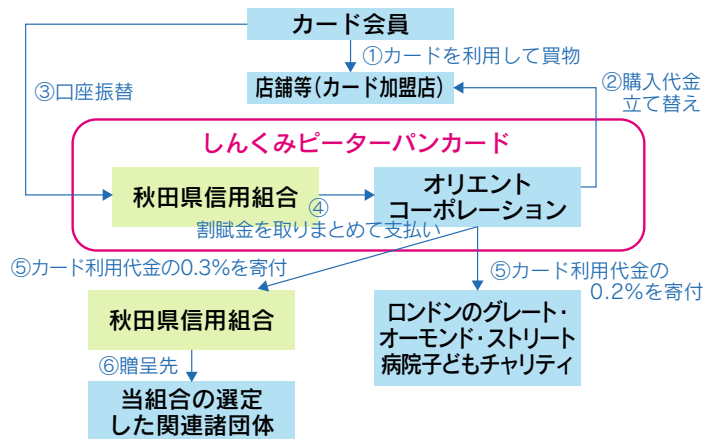 カード会員
①カードを利用して買物
店舗等（カード加盟店）
②購入代金
立て替え
③口座振替
しんくみピーターパンカード
秋田県信用組合
オリエント
コーポレーション
④
割賦金を取りまとめて支払い
⑤カード利用代金の0.3％を寄付
⑤カード利用代金の
0.2％を寄付
秋田県信用組合
ロンドンのグレート・
オーモンド・ストリート
病院子どもチャリティ
⑥贈呈先
当組合の選定
した関連諸団体